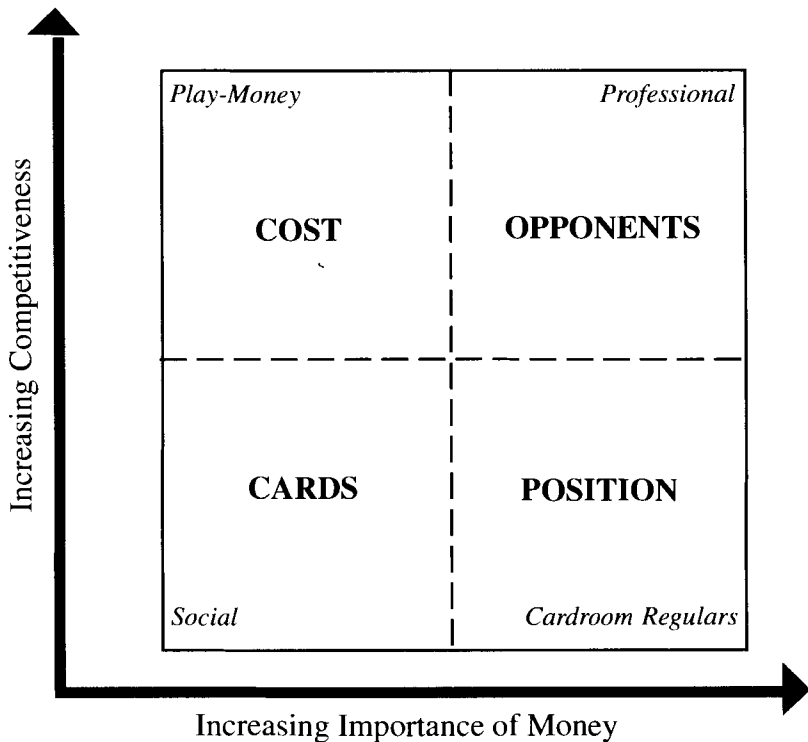 Increasing Competitiveness
Play-Money
Professional
COST
OPPONENTS
CARDS
POSITION
Social
Cardroom Regulars
Increasing Importance of Money